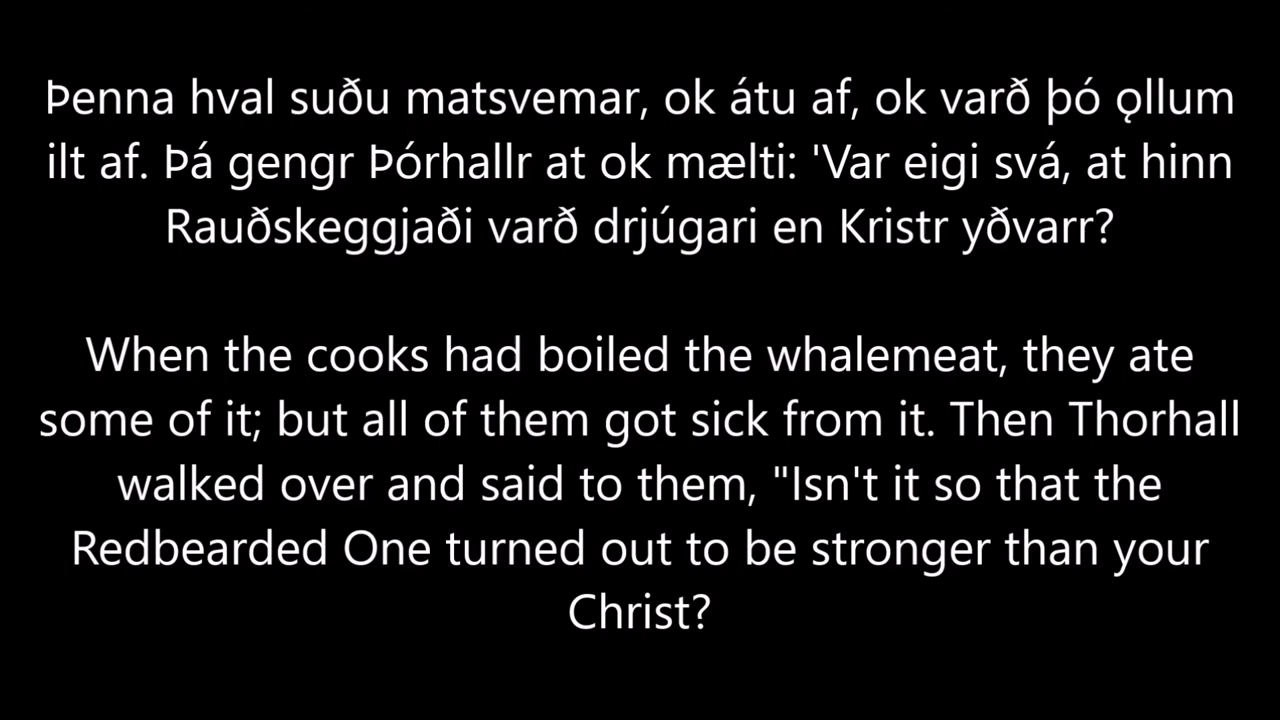 Þenna hval suðu matsvemar, ok átu af, ok varð þó ǫllum
ilt af. Þá gengr Þórhallr at ok mælti: 'Var eigi svá, at hinn
Rauðskeggjaði varð drjúgari en Kristr yðvarr?
When the cooks had boiled the whalemeat, they ate
some of it; but all of them got sick from it. Then Thorhall
walked over and said to them, "Isn't it so that the
Redbearded One turned out to be stronger than your
Christ?